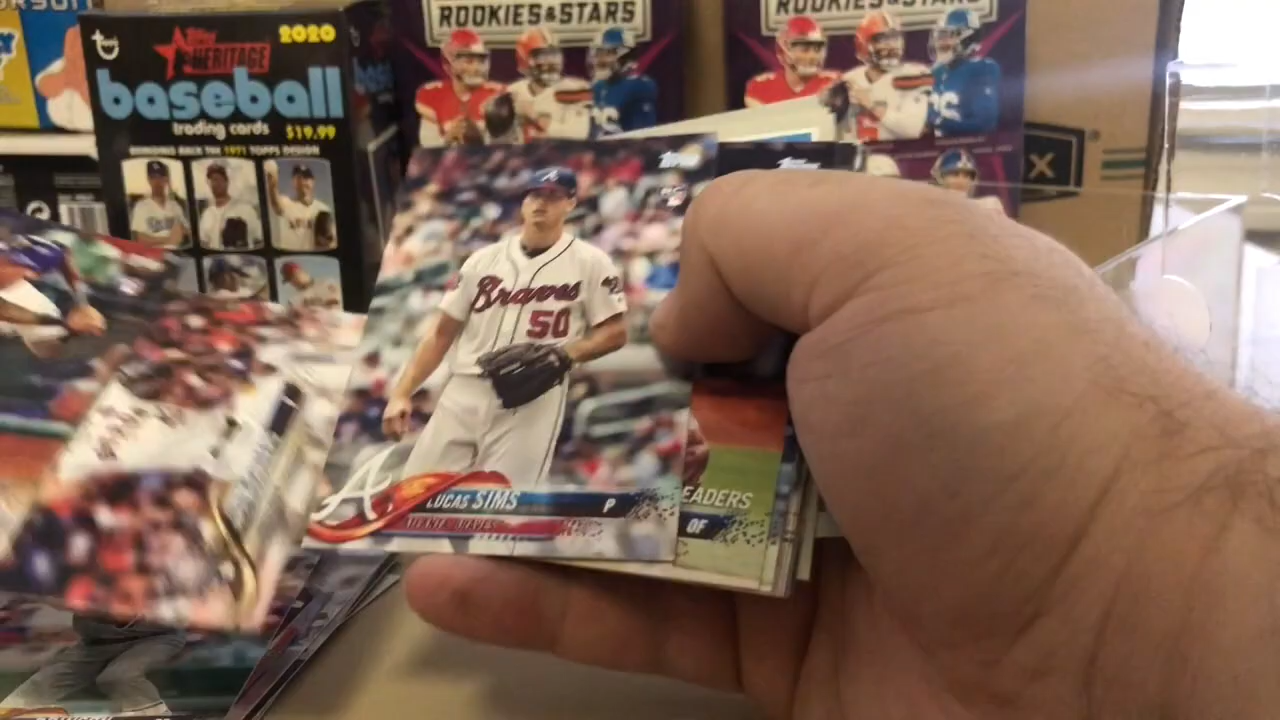 ROOKIES & STARS
ROOKIES & STARS
2020
Topps
HERITAGE
baseball
trading cards $19.99
BRINGING BACK THE 1971 TOPPS DESIGN
Topps
Topps
Braves
50
LUCAS SIMS P
ATLANTA BRAVES
EADERS
OF
X